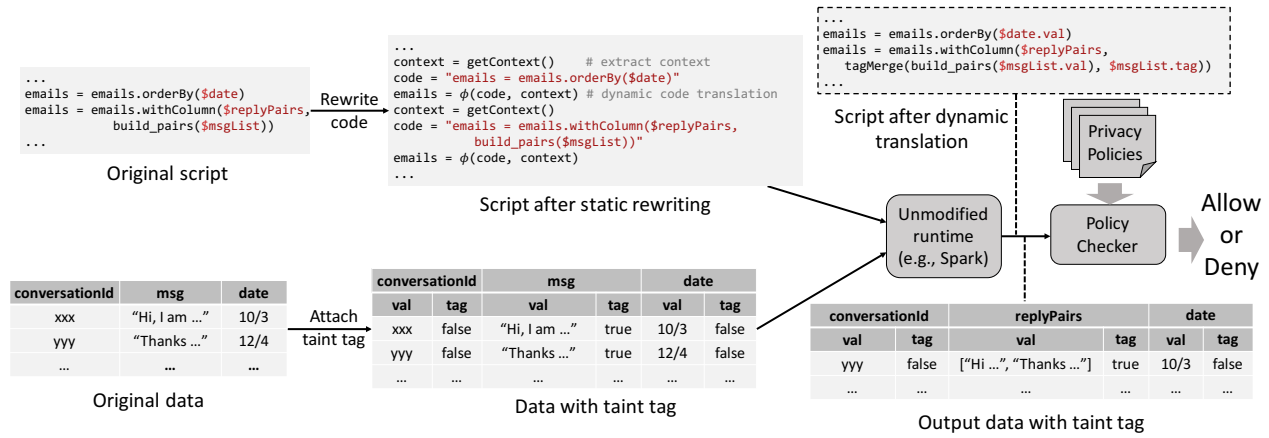 ...
emails = emails.orderBy($date)
emails = emails.withColumn($replyPairs,
build_pairs($msgList))
...
Original script
Rewrite
code
...
context = getContext()    # extract context
code = "emails = emails.orderBy($date)"
emails = ϕ(code, context) # dynamic code translation
context = getContext()
code = "emails = emails.withColumn($replyPairs,
build_pairs($msgList))"
emails = ϕ(code, context)
...
Script after static rewriting
...
emails = emails.orderBy($date.val)
emails = emails.withColumn($replyPairs,
tagMerge(build_pairs($msgList.val), $msgList.tag))
...
Script after dynamic
translation
Privacy
Policies
Unmodified
runtime
(e.g., Spark)
Policy
Checker
Allow
or
Deny
conversationId msg date
xxx "Hi, I am ..." 10/3
yyy "Thanks ..." 12/4
... ... ...
Original data
Attach
taint tag
conversationId msg date
val tag val tag val tag
xxx false "Hi, I am ..." true 10/3 false
yyy false "Thanks ..." true 12/4 false
... ... ... ... ... ...
Data with taint tag
conversationId replyPairs date
val tag val tag val tag
yyy false ["Hi ...", "Thanks ..."] true 10/3 false
... ... ... ... ... ...
Output data with taint tag